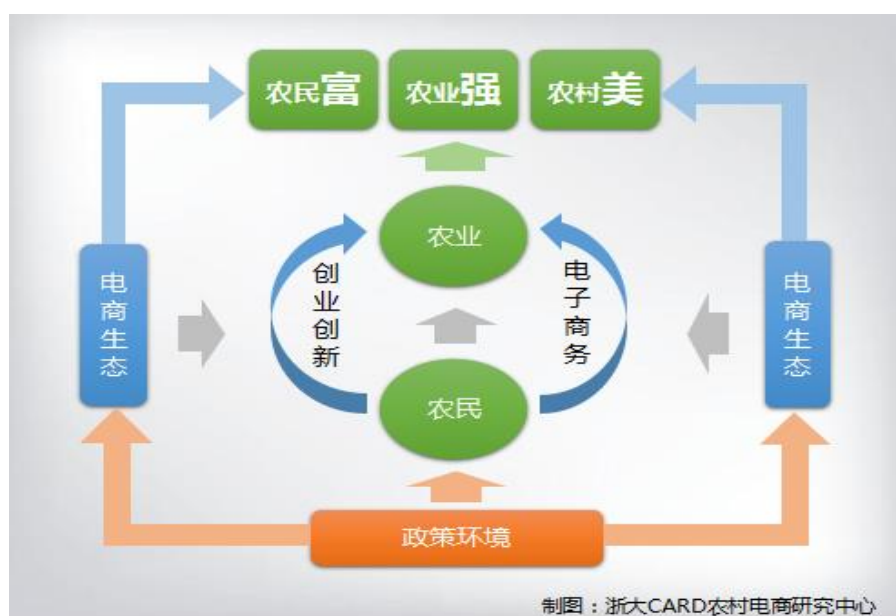 农民富
农业强
农村美
农业
创业创新
电子商务
电商生态
电商生态
农民
政策环境
制图：浙大CARD农村电商研究中心